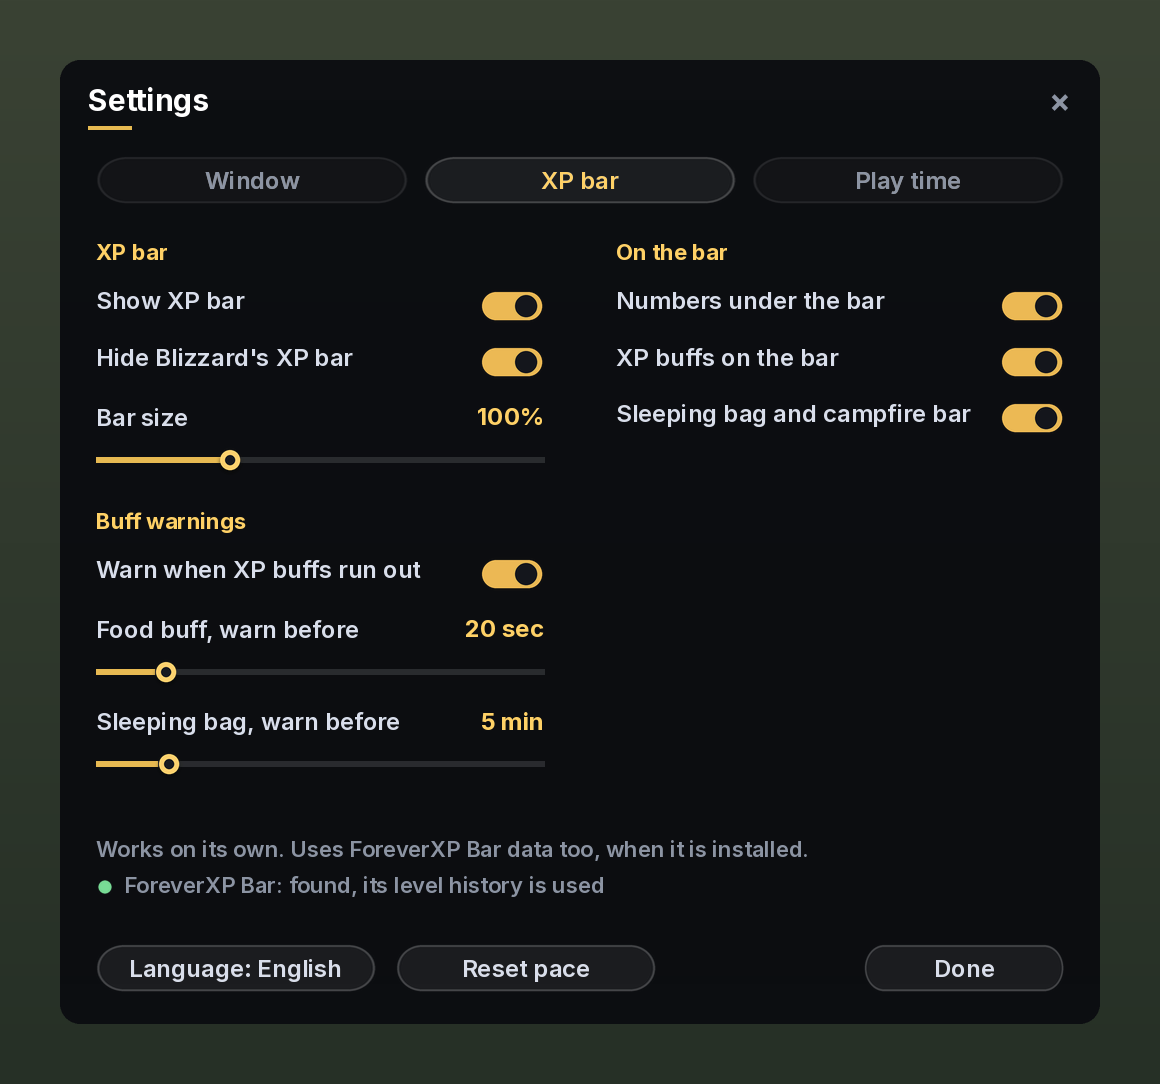 Settings
×
Window
XP bar
Play time
XP bar
Show XP bar
Hide Blizzard's XP bar
Bar size
100%
Buff warnings
Warn when XP buffs run out
Food buff, warn before
20 sec
Sleeping bag, warn before
5 min
On the bar
Numbers under the bar
XP buffs on the bar
Sleeping bag and campfire bar
Works on its own. Uses ForeverXP Bar data too, when it is installed.
ForeverXP Bar: found, its level history is used
Language: English
Reset pace
Done